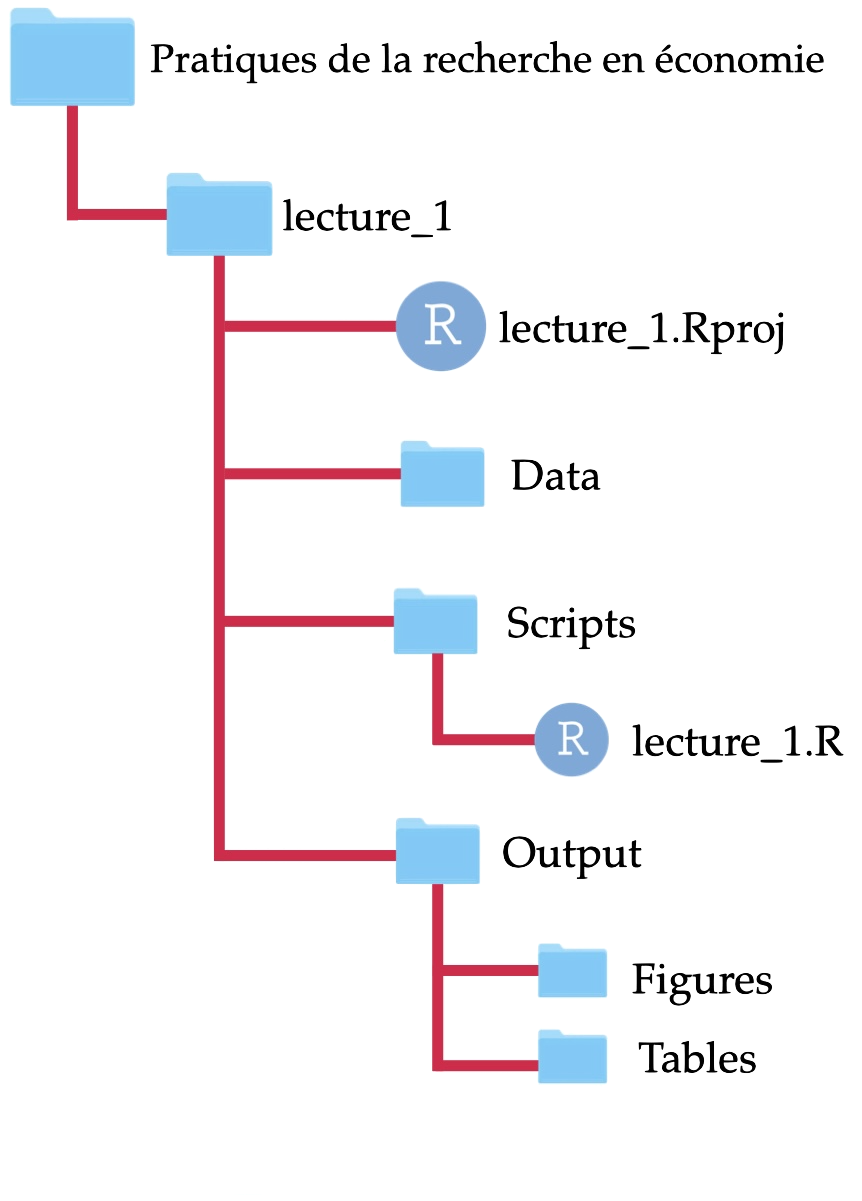 Pratiques de la recherche en économie
lecture_1
R lecture_1.Rproj
Data
Scripts
R lecture_1.R
Output
Figures
Tables